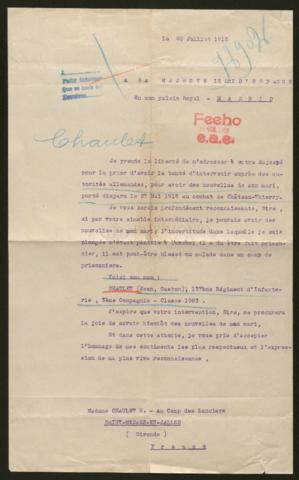 le 20 Juillet 1918
A SA MAJESTE LE ROI D'ESPAGNE
En son palais Royal - MADRID
Fecho
e.a.e.
Chaulet
Je prends la liberté de m'adresser à votre Majesté
pour la prier d'avoir la bonté d'intervenir auprès des au-
torités allemandes, pour avoir des nouvelles de mon mari,
porté disparu le 27 Mai 1918 au combat de Château-Thierry.
Je vous serais profondément reconnaissante, Sire,
si par votre aimable intermédiaire, je pouvais avoir des
nouvelles de mon mari; l'incertitude dans laquelle je suis
plongée m'étant pénible à l'excès; il a dû être fait prison-
nier, il est peut-être blessé ou malade dans un camp de
prisonniers.
Voici son nom:
CHAULET (Jean, Gaston), Régiment d'Infante-
rie, Compagnie - Classe
J'espère que votre intervention, Sire, me procurera
la joie de savoir bientôt des nouvelles de mon mari,
Et dans cette attente, je vous prie d'accepter
l'hommage de mes sentiments les plus respectueux et l'expres-
sion de ma plus vive reconnaissance,
Madame CHAULET - au Camp des Lanciers
SAINT-MEDARD-EN-JALLES
( Gironde )
France